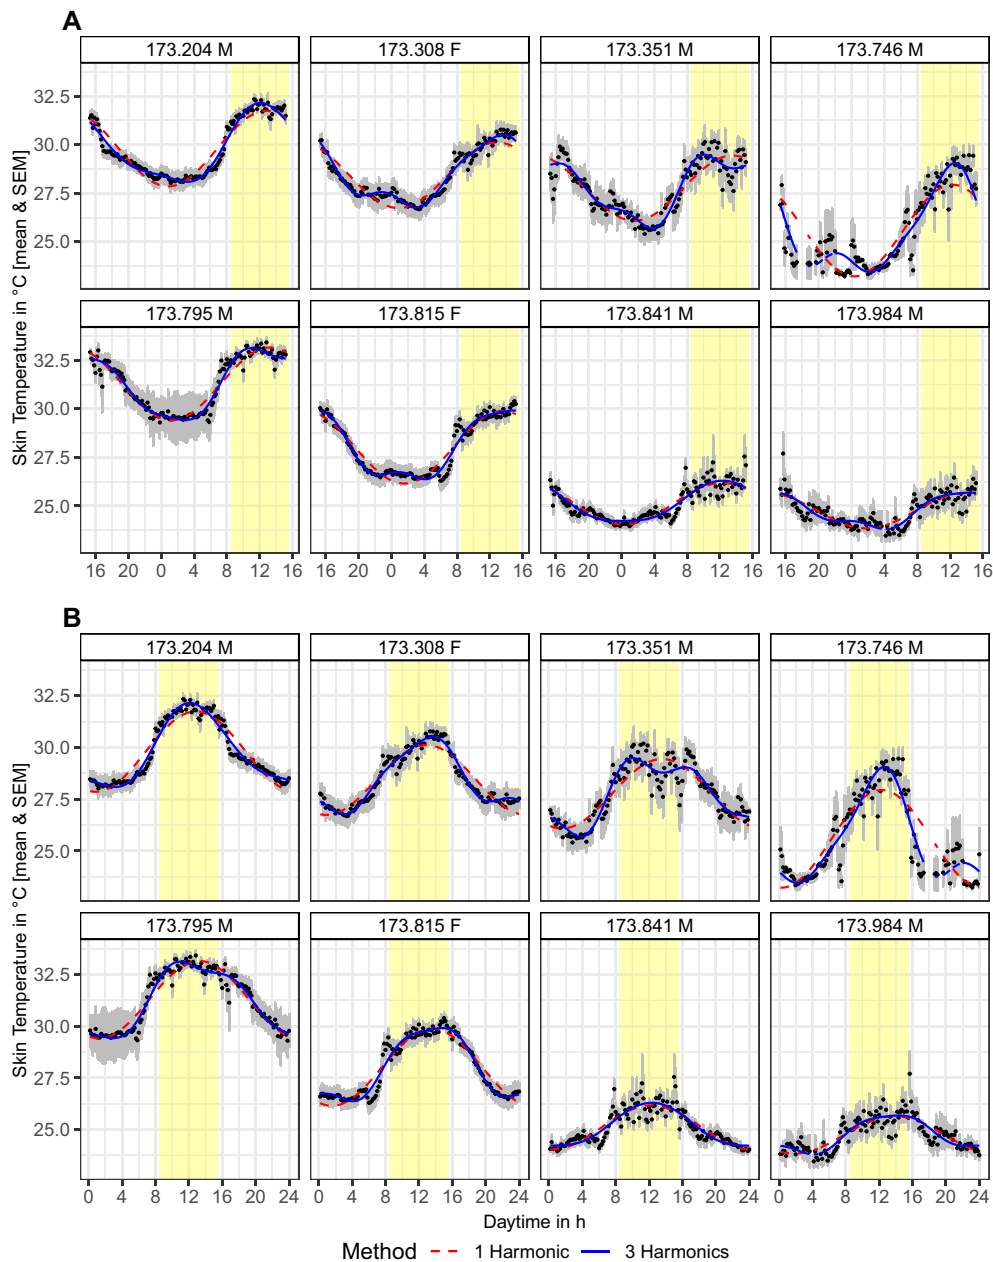 A
173.204 M 173.308 F 173.351 M 173.746 M
32.5
30.0
27.5
25.0
173.795 M 173.815 F 173.841 M 173.984 M
32.5
30.0
27.5
25.0
Skin Temperature in °C [mean & SEM]
16 20 0 4 8 12 16 16 20 0 4 8 12 16 16 20 0 4 8 12 16 16 20 0 4 8 12 16
B
173.204 M 173.308 F 173.351 M 173.746 M
32.5
30.0
27.5
25.0
173.795 M 173.815 F 173.841 M 173.984 M
32.5
30.0
27.5
25.0
Skin Temperature in °C [mean & SEM]
0 4 8 12 16 20 24 0 4 8 12 16 20 24 0 4 8 12 16 20 24 0 4 8 12 16 20 24
Daytime in h
Method 1 Harmonic 3 Harmonics